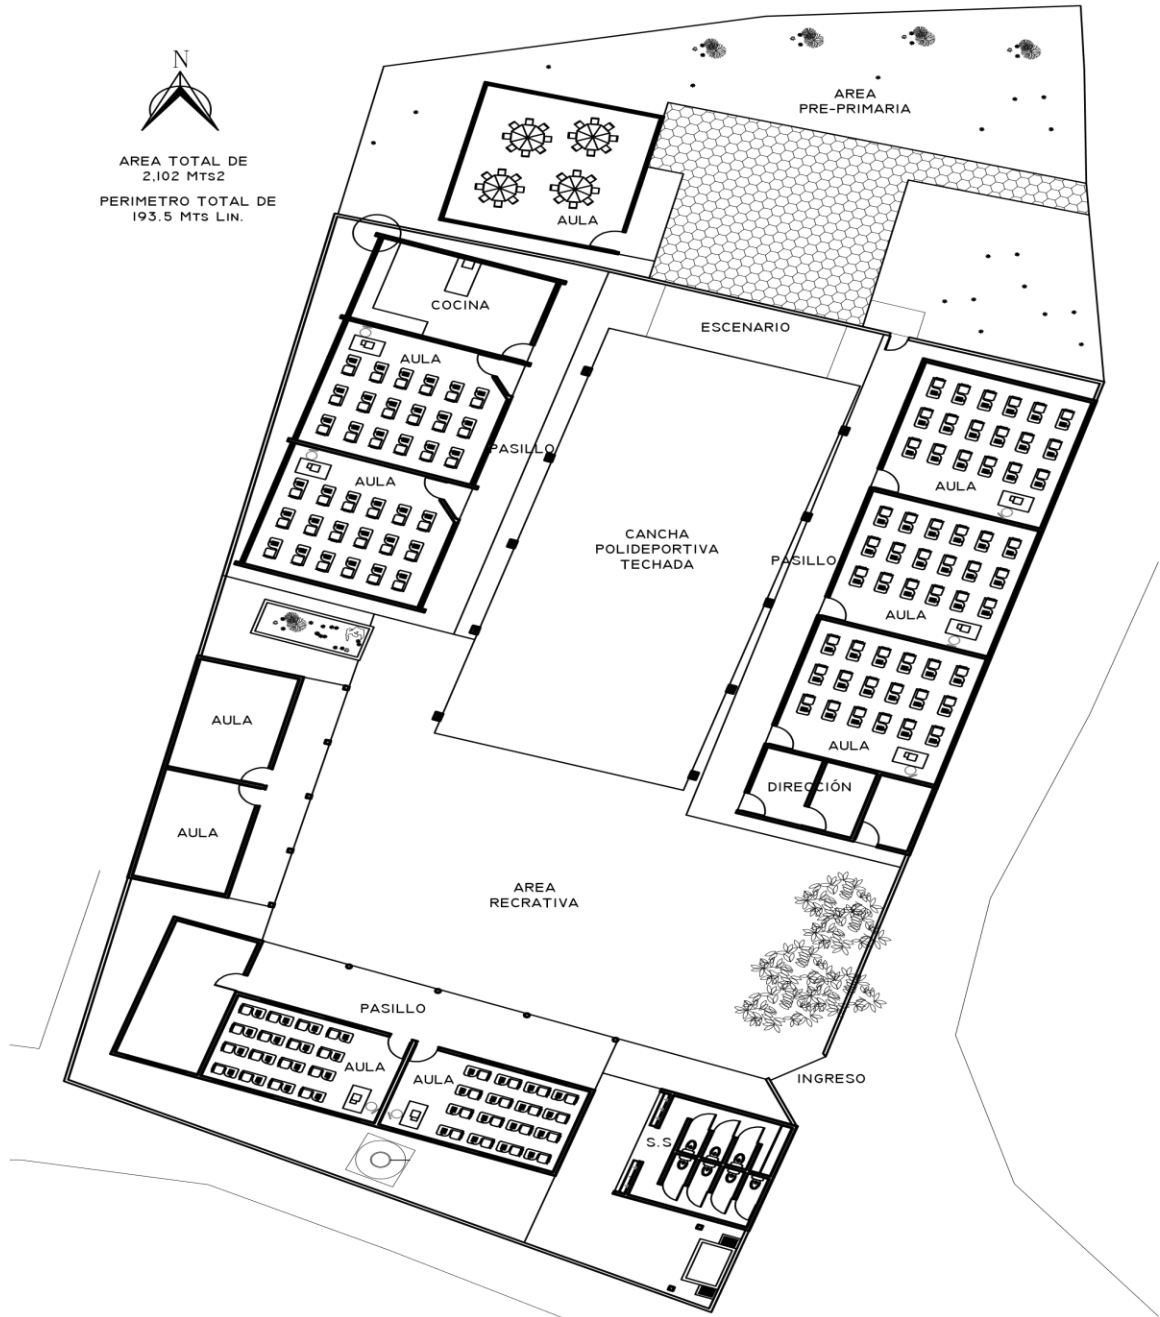 N
AREA TOTAL DE
2,102 MTS2
PERIMETRO TOTAL DE
193.5 MTS LIN.
AREA
PRE-PRIMARIA
AULA
COCINA
ESCENARIO
AULA
PASILLO
AULA
AULA
CANCHA
POLIDEPORTIVA
TECHADA
PASILLO
AULA
AULA
AULA
DIRECCIÓN
AULA
AREA
RECRATIVA
PASILLO
AULA
AULA
INGRESO
S.S